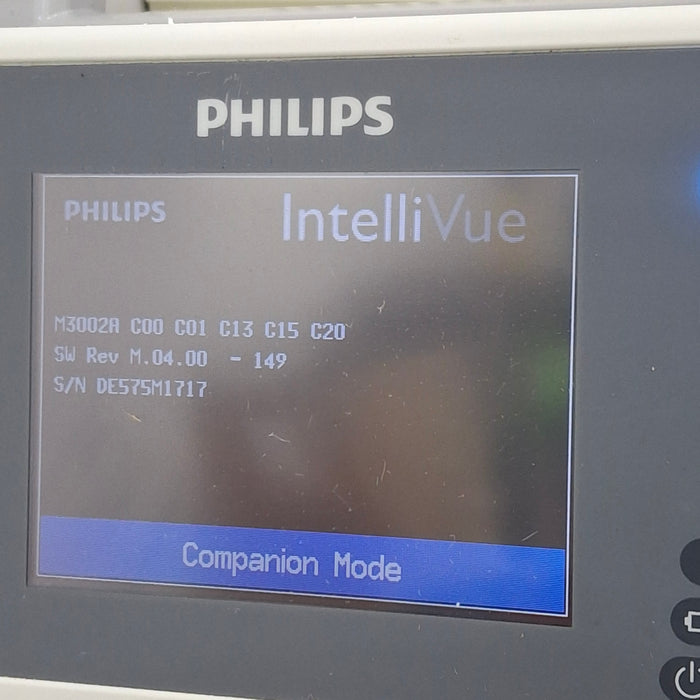 PHILIPS
PHILIPS
IntelliVue
M3002A C00 C01 C13 C15 C20
SW Rev M.04.00 - 149
S/N DE575M1717
Companion Mode